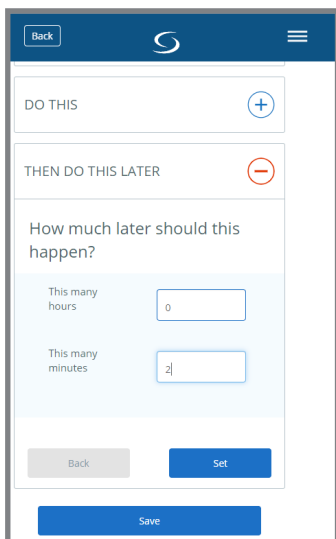 Back
DO THIS
THEN DO THIS LATER
How much later should this
happen?
This many
hours
0
This many
minutes
2
Back
Set
Save